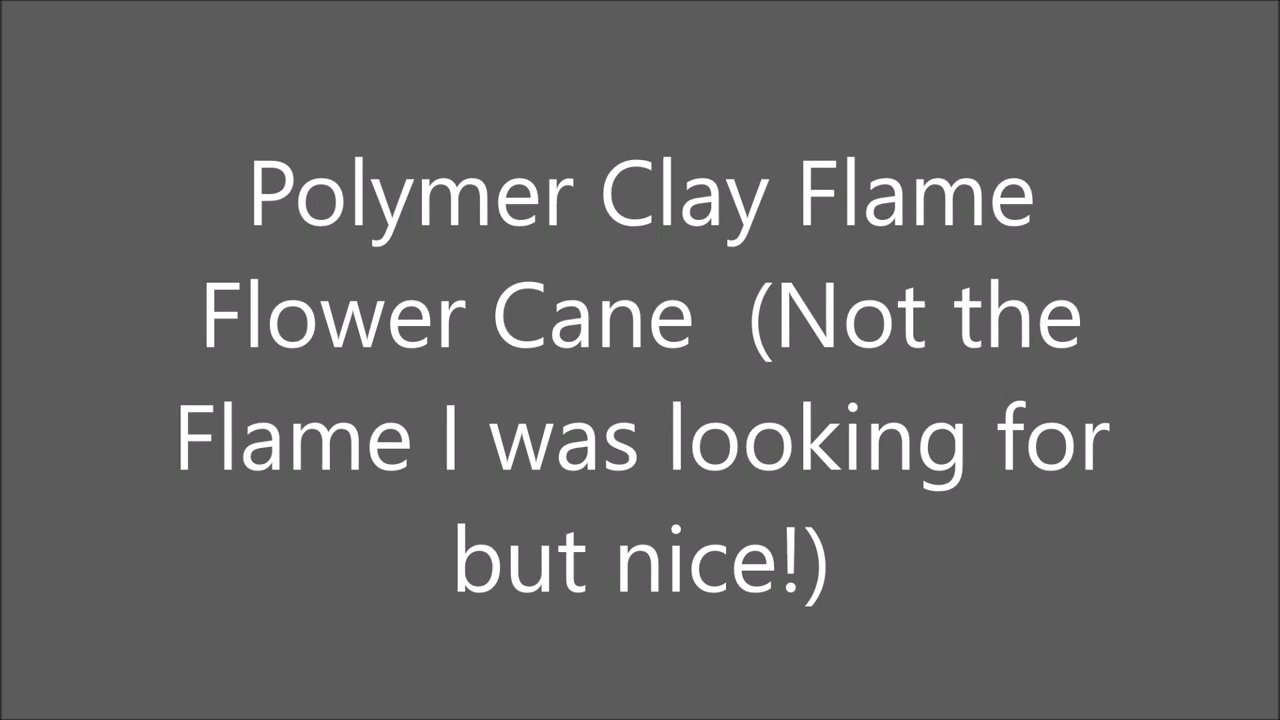 Polymer Clay Flame
Flower Cane  (Not the
Flame I was looking for
but nice!)